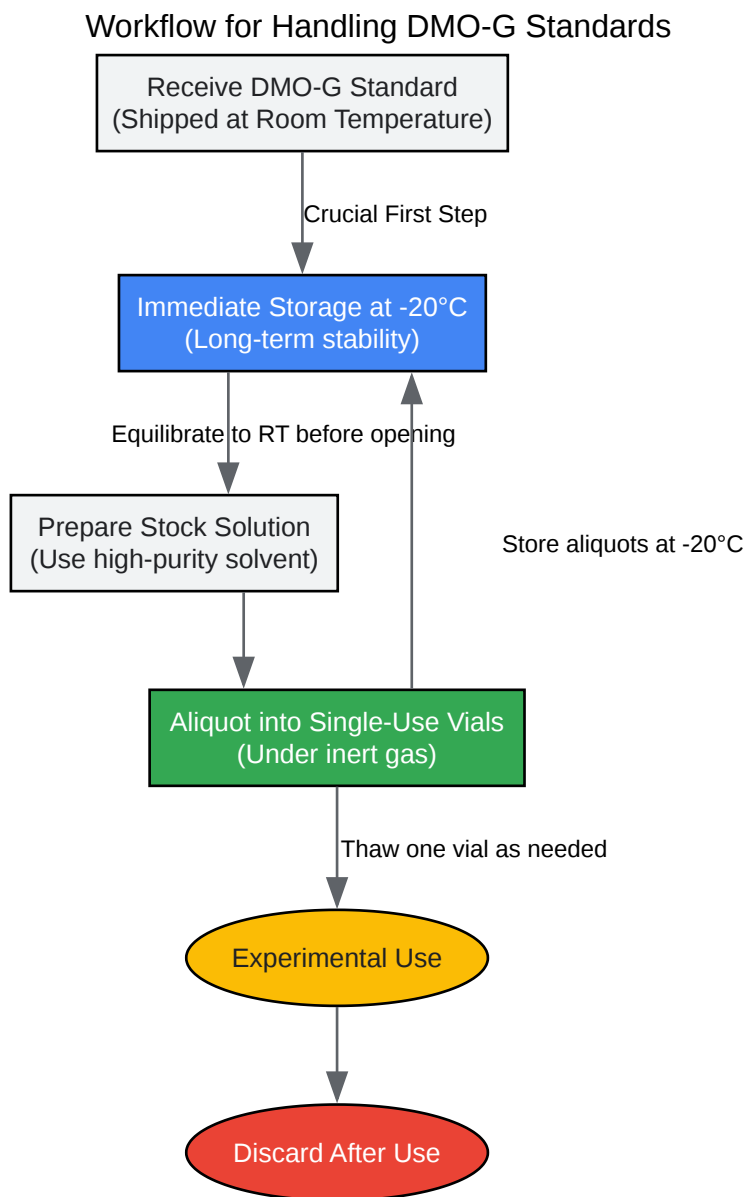 Workflow for Handling DMO-G Standards
Receive DMO-G Standard
(Shipped at Room Temperature)
Crucial First Step
Immediate Storage at -20°C
(Long-term stability)
Equilibrate to RT before opening
Prepare Stock Solution
(Use high-purity solvent)
Store aliquots at -20°C
Aliquot into Single-Use Vials
(Under inert gas)
Thaw one vial as needed
Experimental Use
Discard After Use